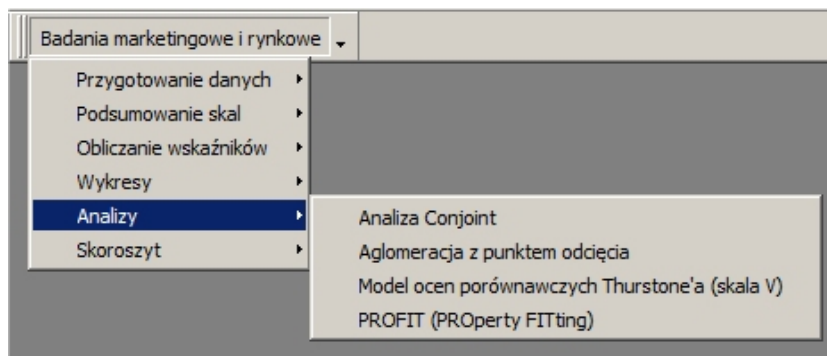 Badania marketingowe i rynkowe
Przygotowanie danych
Podsumowanie skal
Obliczanie wskaźników
Wykresy
Analizy
Skoroszyt
Analiza Conjoint
Aglomeracja z punktem odcięcia
Model ocen porównawczych Thurstone'a (skala V)
PROFIT (PROperty FITting)